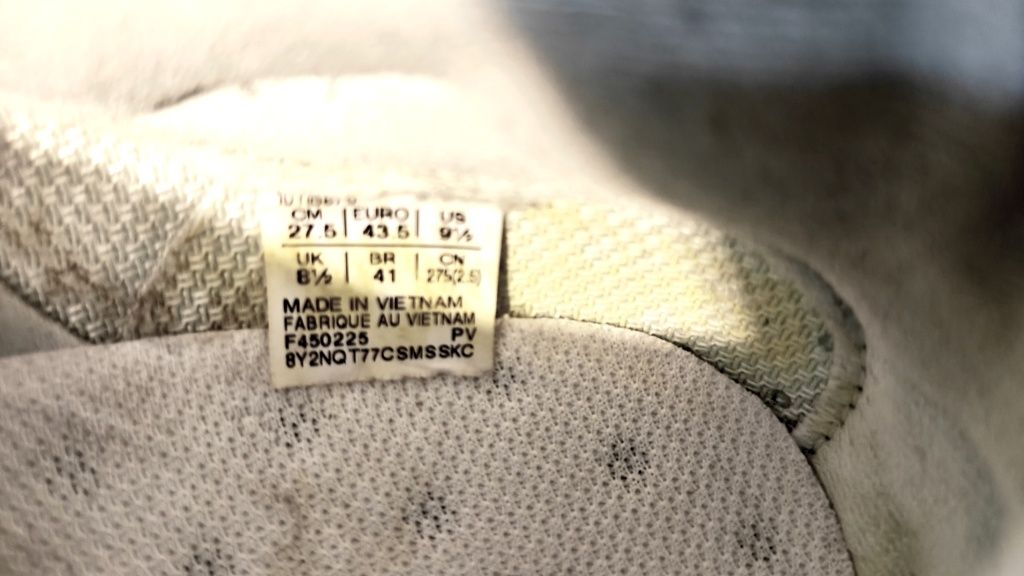 CM | EURO | US
27.5 | 43.5 | 9½
UK | BR | CN
8½ | 41 | 275(2.5)
MADE IN VIETNAM
FABRIQUE AU VIETNAM
F450225 PV
8Y2NQT77CSMSSKC